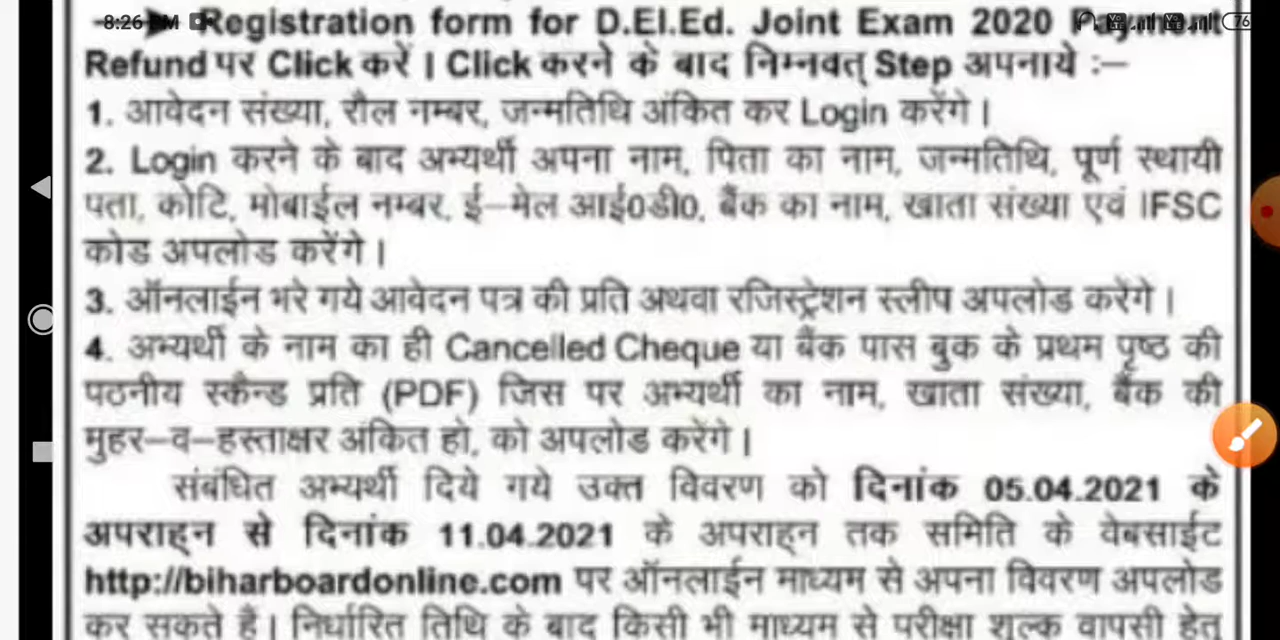 8:26 PM
Registration form for D.El.Ed. Joint Exam 2020 Payment
76
Refund पर Click करें । Click करने के बाद निम्नवत् Step अपनाये :–
1. आवेदन संख्या, रौल नम्बर, जन्मतिथि अंकित कर Login करेंगे ।
2. Login करने के बाद अभ्यर्थी अपना नाम, पिता का नाम, जन्मतिथि, पूर्ण स्थायी
पता, कोटि, मोबाईल नम्बर, ई–मेल आई0डी0, बैंक का नाम, खाता संख्या एवं IFSC
कोड अपलोड करेंगे ।
3. ऑनलाईन भरे गये आवेदन पत्र की प्रति अथवा रजिस्ट्रेशन स्लीप अपलोड करेंगे ।
4. अभ्यर्थी के नाम का ही Cancelled Cheque या बैंक पास बुक के प्रथम पृष्ठ की
पठनीय स्कैन्ड प्रति (PDF) जिस पर अभ्यर्थी का नाम, खाता संख्या, बैंक की
मुहर–व–हस्ताक्षर अंकित हो, को अपलोड करेंगे ।
संबंधित अभ्यर्थी दिये गये उक्त विवरण को दिनांक 05.04.2021 के
अपराह्न से दिनांक 11.04.2021 के अपराह्न तक समिति के वेबसाईट
http://biharboardonline.com पर ऑनलाईन माध्यम से अपना विवरण अपलोड
कर सकते हैं । निर्धारित तिथि के बाद किसी भी माध्यम से परीक्षा शुल्क वापसी हेतु